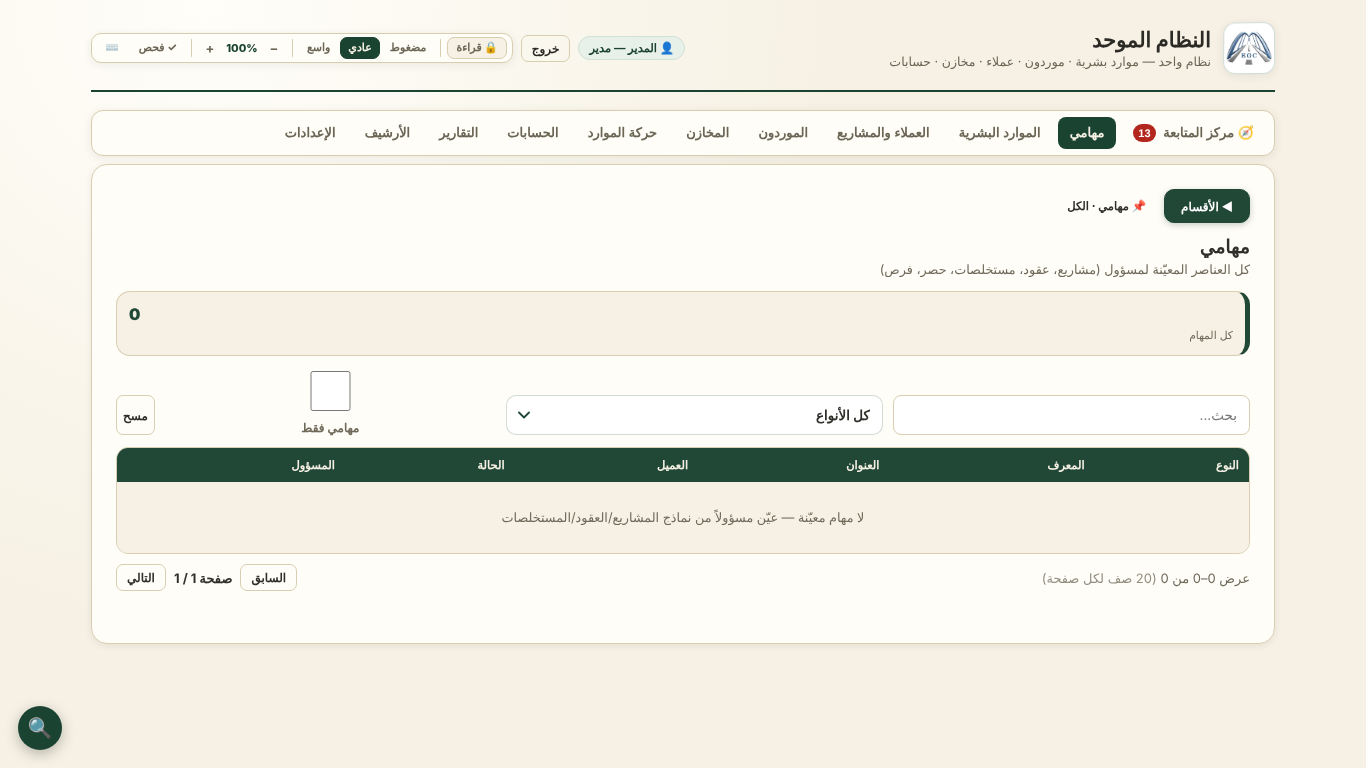 ROC
النظام الموحد
نظام واحد — موارد بشرية · موردون · عملاء · مخازن · حسابات
👤 المدير — مدير
خروج
🔒 قراءة
مضغوط
عادي
واسع
− 100% +
✓ فحص
⌨️
🧭 مركز المتابعة 13
مهامي
الموارد البشرية
العملاء والمشاريع
الموردون
المخازن
حركة الموارد
الحسابات
التقارير
الأرشيف
الإعدادات
◀ الأقسام
📌 مهامي · الكل
مهامي
كل العناصر المعيّنة لمسؤول (مشاريع، عقود، مستخلصات، حصر، فرص)
0
كل المهام
بحث...
كل الأنواع
مهامي فقط
مسح
النوع المعرف العنوان العميل الحالة المسؤول
لا مهام معيّنة — عيّن مسؤولاً من نماذج المشاريع/العقود/المستخلصات
عرض 0–0 من 0 (20 صف لكل صفحة)
السابق
صفحة 1 / 1
التالي